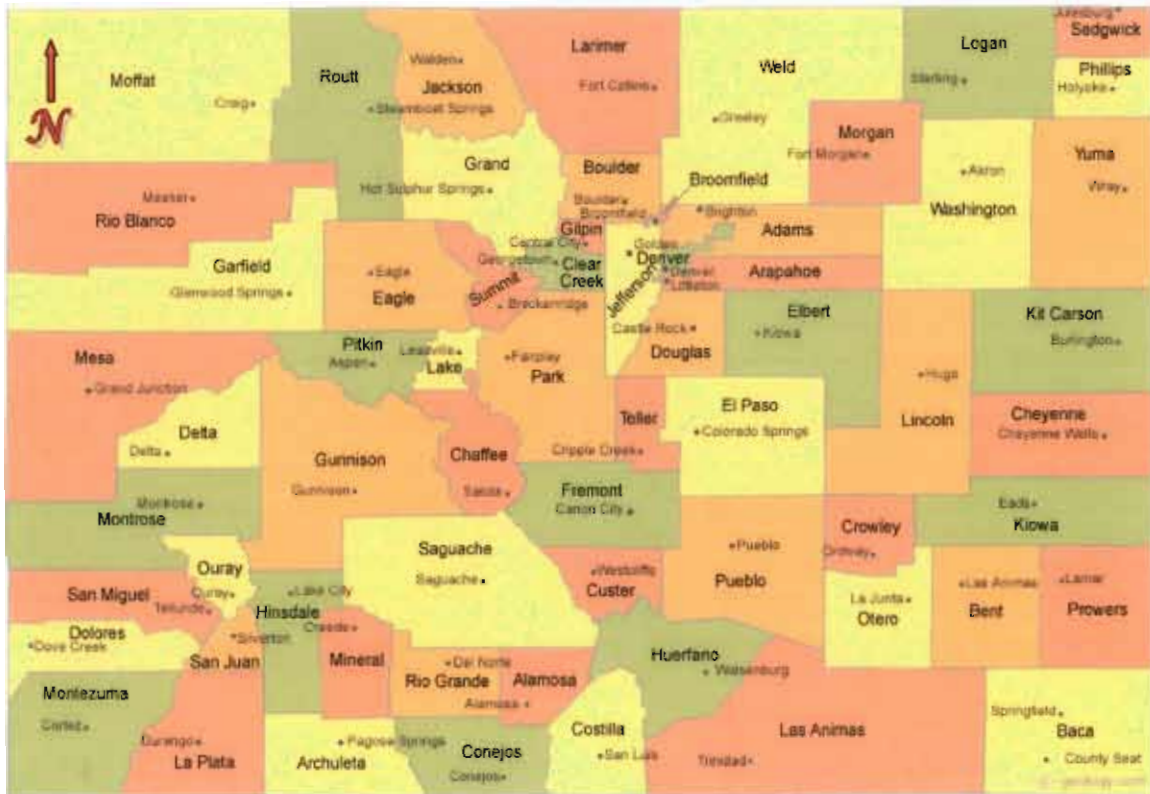 N
Moffat
Craig
Routt
Steamboat Springs
Walden
Jackson
Larimer
Fort Collins
Weld
Greeley
Logan
Sterling
Julesburg
Sedgwick
Phillips
Holyoke
Morgan
Fort Morgan
Washington
Akron
Yuma
Wray
Rio Blanco
Meeker
Grand
Hot Sulphur Springs
Boulder
Boulder
Broomfield
Broomfield
Brighton
Adams
Gilpin
Central City
Georgetown
Clear
Creek
Golden
Denver
Denver
Littleton
Jefferson
Arapahoe
Garfield
Glenwood Springs
Eagle
Eagle
Summit
Breckenridge
Castle Rock
Douglas
Elbert
Kiowa
Kit Carson
Burlington
Mesa
Grand Junction
Pitkin
Aspen
Leadville
Lake
Fairplay
Park
Teller
Cripple Creek
El Paso
Colorado Springs
Hugo
Lincoln
Cheyenne
Cheyenne Wells
Delta
Delta
Gunnison
Gunnison
Chaffee
Salida
Fremont
Canon City
Montrose
Montrose
Crowley
Ordway
Eads
Kiowa
Ouray
Ouray
San Miguel
Telluride
Saguache
Saguache
Westcliffe
Custer
Pueblo
Pueblo
La Junta
Otero
Las Animas
Bent
Lamar
Prowers
Dolores
Dove Creek
Lake City
Hinsdale
Silverton
San Juan
Creede
Mineral
Del Norte
Rio Grande
Alamosa
Alamosa
Huerfano
Walsenburg
Montezuma
Cortez
Durango
La Plata
Pagosa Springs
Archuleta
Conejos
Conejos
Costilla
San Luis
Las Animas
Trinidad
Springfield
Baca
County Seat